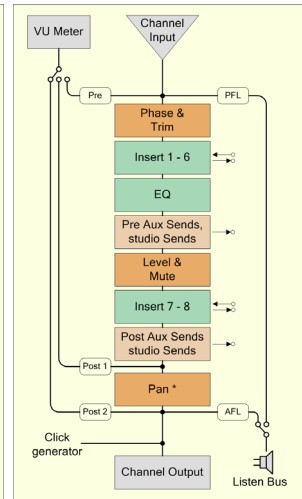 VU Meter
Channel
Input
Pre
PFL
Phase &
Trim
Insert 1 - 6
EQ
Pre Aux Sends,
studio Sends
Level &
Mute
Insert 7 - 8
Post Aux Sends
studio Sends
Post 1
Pan *
Post 2
AFL
Click
generator
Channel Output
Listen Bus